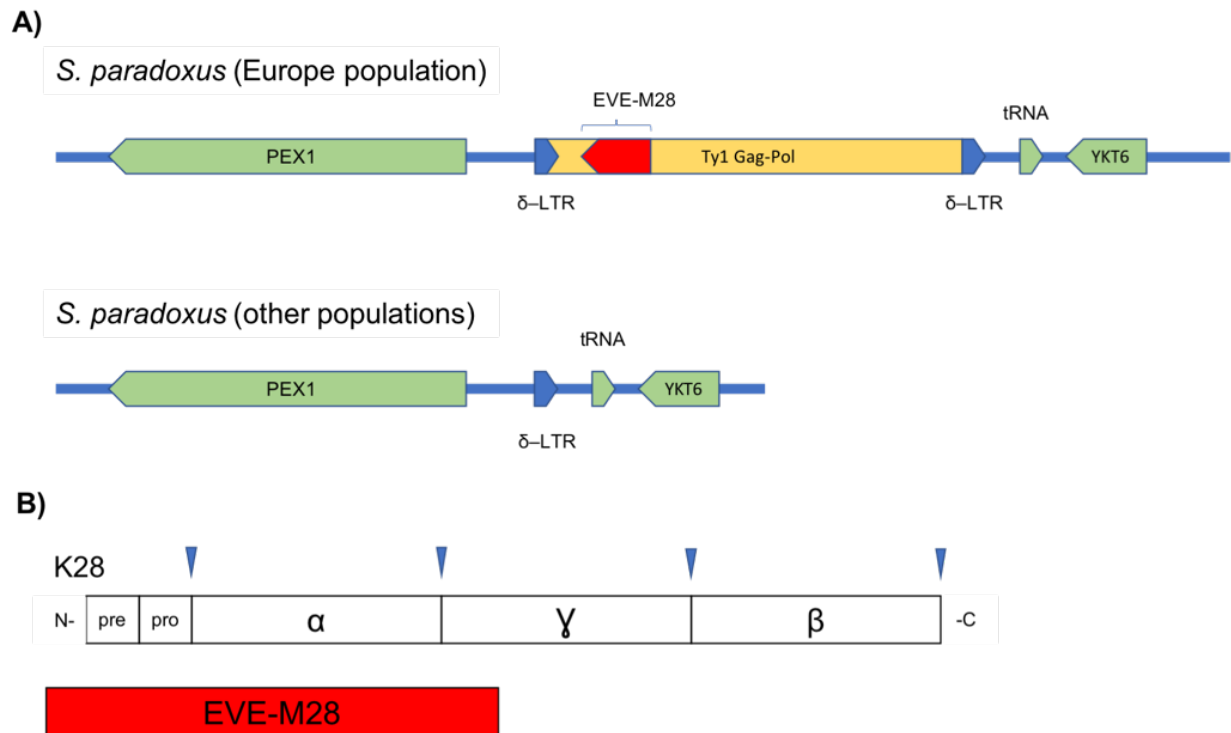 A)
S. paradoxus (Europe population)
EVE-M28
tRNA
PEX1
Ty1 Gag-Pol
YKT6
δ–LTR
δ–LTR
S. paradoxus (other populations)
tRNA
PEX1
YKT6
δ–LTR
B)
K28
N- pre pro α Ɣ β -C
EVE-M28